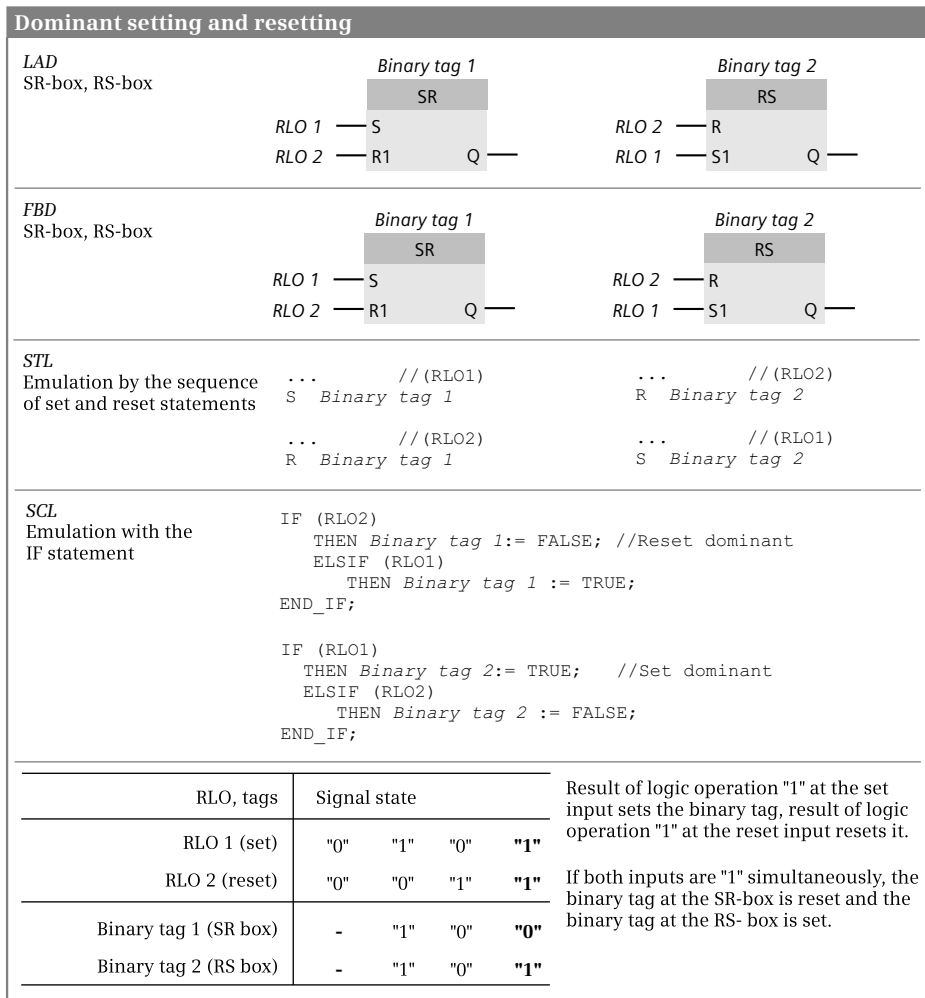 Dominant setting and resetting
LAD
SR-box, RS-box
Binary tag 1
SR
RLO 1 S
RLO 2 R1 Q
Binary tag 2
RS
RLO 2 R
RLO 1 S1 Q
FBD
SR-box, RS-box
Binary tag 1
SR
RLO 1 S
RLO 2 R1 Q
Binary tag 2
RS
RLO 2 R
RLO 1 S1 Q
STL
Emulation by the sequence
of set and reset statements
... //(RLO1)
S Binary tag 1
... //(RLO2)
R Binary tag 1
... //(RLO2)
R Binary tag 2
... //(RLO1)
S Binary tag 2
SCL
Emulation with the
IF statement
IF (RLO2)
THEN Binary tag 1:= FALSE; //Reset dominant
ELSIF (RLO1)
THEN Binary tag 1 := TRUE;
END_IF;
IF (RLO1)
THEN Binary tag 2:= TRUE; //Set dominant
ELSIF (RLO2)
THEN Binary tag 2 := FALSE;
END_IF;
RLO, tags Signal state
RLO 1 (set) "0" "1" "0" "1"
RLO 2 (reset) "0" "0" "1" "1"
Binary tag 1 (SR box) - "1" "0" "0"
Binary tag 2 (RS box) - "1" "0" "1"
Result of logic operation "1" at the set
input sets the binary tag, result of logic
operation "1" at the reset input resets it.
If both inputs are "1" simultaneously, the
binary tag at the SR-box is reset and the
binary tag at the RS- box is set.